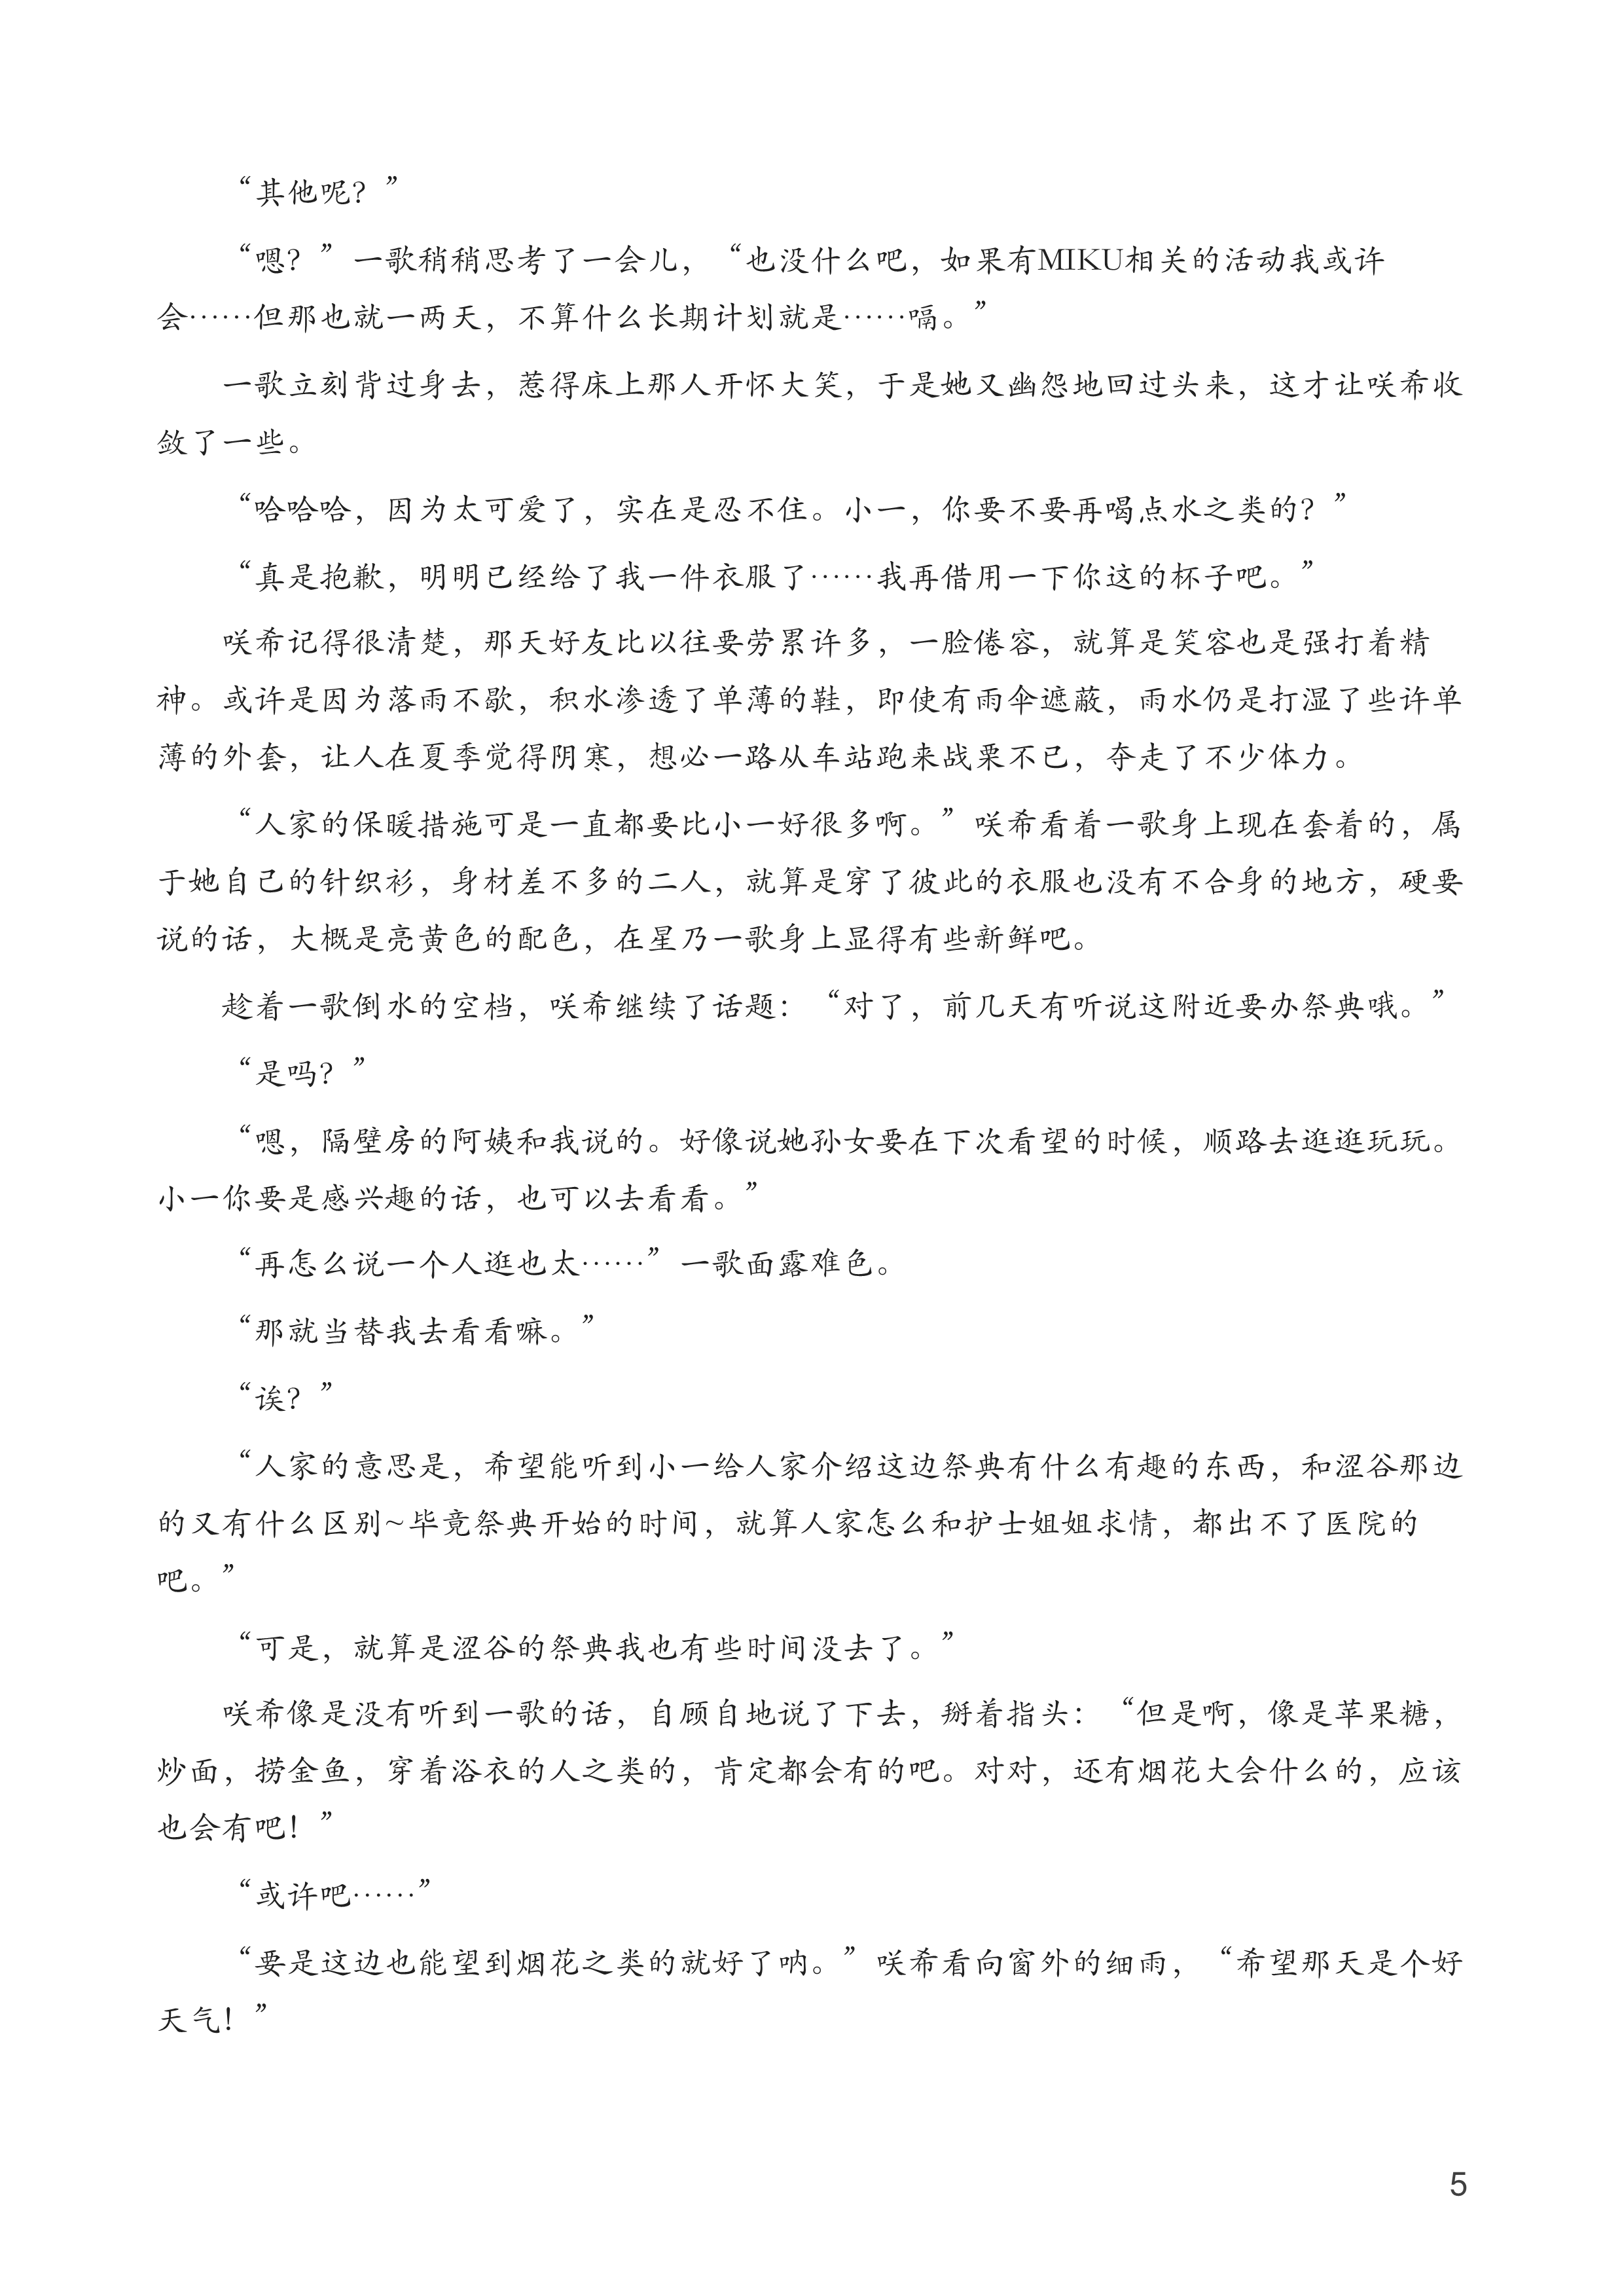 “其他呢？”
“嗯？”一歌稍稍思考了一会儿，“也没什么吧，如果有MIKU相关的活动我或许
会……但那也就一两天，不算什么长期计划就是……嗝。”
一歌立刻背过身去，惹得床上那人开怀大笑，于是她又幽怨地回过头来，这才让咲希收
敛了一些。
“哈哈哈，因为太可爱了，实在是忍不住。小一，你要不要再喝点水之类的？”
“真是抱歉，明明已经给了我一件衣服了……我再借用一下你这的杯子吧。”
咲希记得很清楚，那天好友比以往要劳累许多，一脸倦容，就算是笑容也是强打着精
神。或许是因为落雨不歇，积水渗透了单薄的鞋，即使有雨伞遮蔽，雨水仍是打湿了些许单
薄的外套，让人在夏季觉得阴寒，想必一路从车站跑来战栗不已，夺走了不少体力。
“人家的保暖措施可是一直都要比小一好很多啊。”咲希看着一歌身上现在套着的，属
于她自己的针织衫，身材差不多的二人，就算是穿了彼此的衣服也没有不合身的地方，硬要
说的话，大概是亮黄色的配色，在星乃一歌身上显得有些新鲜吧。
趁着一歌倒水的空档，咲希继续了话题：“对了，前几天有听说这附近要办祭典哦。”
“是吗？”
“嗯，隔壁房的阿姨和我说的。好像说她孙女要在下次看望的时候，顺路去逛逛玩玩。
小一你要是感兴趣的话，也可以去看看。”
“再怎么说一个人逛也太……”一歌面露难色。
“那就当替我去看看嘛。”
“诶？”
“人家的意思是，希望能听到小一给人家介绍这边祭典有什么有趣的东西，和涩谷那边
的又有什么区别~毕竟祭典开始的时间，就算人家怎么和护士姐姐求情，都出不了医院的
吧。”
“可是，就算是涩谷的祭典我也有些时间没去了。”
咲希像是没有听到一歌的话，自顾自地说了下去，掰着指头：“但是啊，像是苹果糖，
炒面，捞金鱼，穿着浴衣的人之类的，肯定都会有的吧。对对，还有烟花大会什么的，应该
也会有吧！”
“或许吧……”
“要是这边也能望到烟花之类的就好了呐。”咲希看向窗外的细雨，“希望那天是个好
天气！”
5